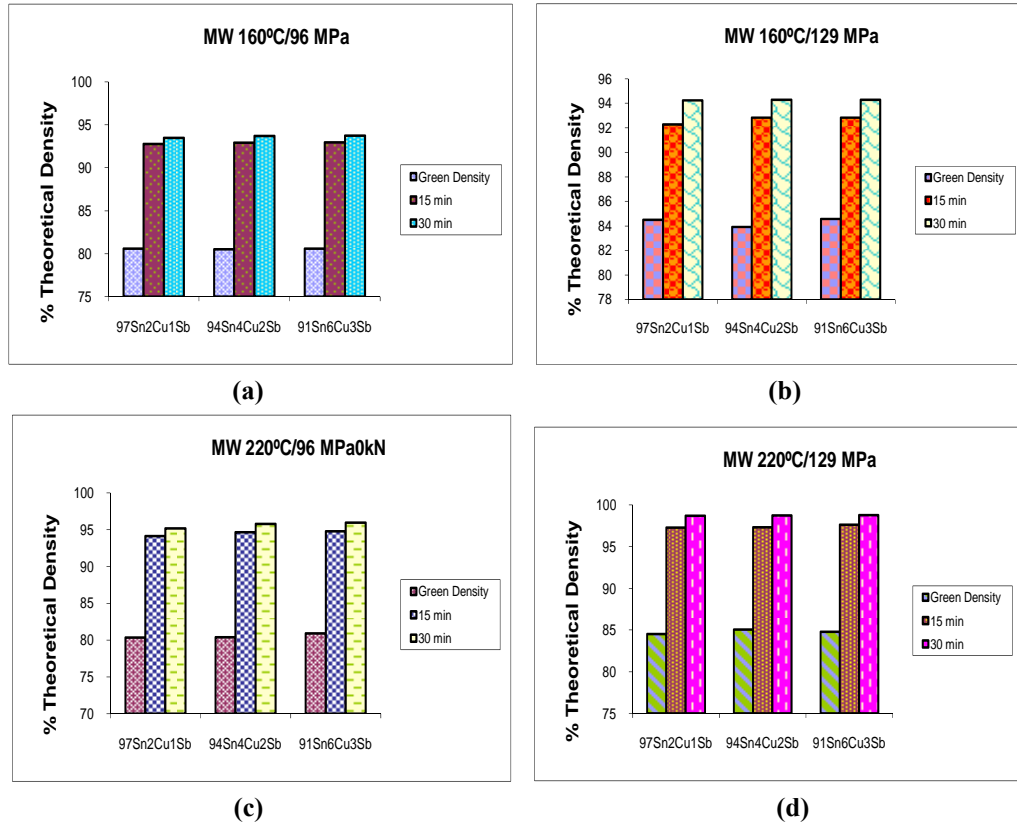 MW 160ºC/96 MPa
% Theoretical Density
100
95
90
85
80
75
97Sn2Cu1Sb 94Sn4Cu2Sb 91Sn6Cu3Sb
Green Density
15 min
30 min
(a)
MW 160ºC/129 MPa
% Theoretical Density
96
94
92
90
88
86
84
82
80
78
97Sn2Cu1Sb 94Sn4Cu2Sb 91Sn6Cu3Sb
Green Density
15 min
30 min
(b)
MW 220ºC/96 MPa0kN
% Theoretical Density
100
95
90
85
80
75
70
97Sn2Cu1Sb 94Sn4Cu2Sb 91Sn6Cu3Sb
Green Density
15 min
30 min
(c)
MW 220ºC/129 MPa
% Theoretical Density
100
95
90
85
80
75
97Sn2Cu1Sb 94Sn4Cu2Sb 91Sn6Cu3Sb
Green Density
15 min
30 min
(d)